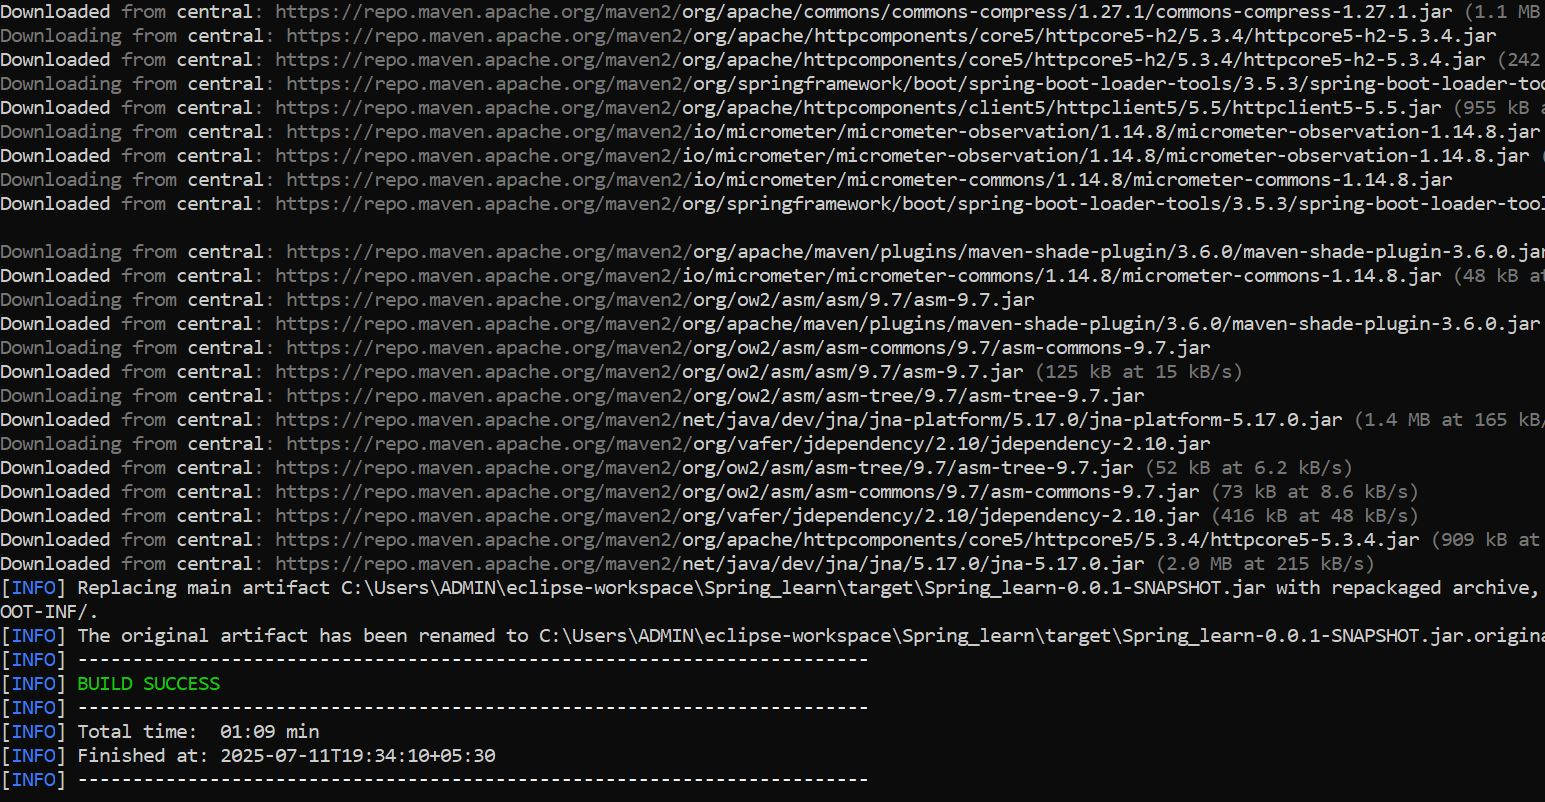 Downloaded from central: https://repo.maven.apache.org/maven2/org/apache/commons/commons-compress/1.27.1/commons-compress-1.27.1.jar (1.1 MB
Downloading from central: https://repo.maven.apache.org/maven2/org/apache/httpcomponents/core5/httpcore5-h2/5.3.4/httpcore5-h2-5.3.4.jar
Downloaded from central: https://repo.maven.apache.org/maven2/org/apache/httpcomponents/core5/httpcore5-h2/5.3.4/httpcore5-h2-5.3.4.jar (242
Downloading from central: https://repo.maven.apache.org/maven2/org/springframework/boot/spring-boot-loader-tools/3.5.3/spring-boot-loader-too
Downloaded from central: https://repo.maven.apache.org/maven2/org/apache/httpcomponents/client5/httpclient5/5.5/httpclient5-5.5.jar (955 kB a
Downloading from central: https://repo.maven.apache.org/maven2/io/micrometer/micrometer-observation/1.14.8/micrometer-observation-1.14.8.jar
Downloaded from central: https://repo.maven.apache.org/maven2/io/micrometer/micrometer-observation/1.14.8/micrometer-observation-1.14.8.jar (
Downloading from central: https://repo.maven.apache.org/maven2/io/micrometer/micrometer-commons/1.14.8/micrometer-commons-1.14.8.jar
Downloaded from central: https://repo.maven.apache.org/maven2/org/springframework/boot/spring-boot-loader-tools/3.5.3/spring-boot-loader-tool
Downloading from central: https://repo.maven.apache.org/maven2/org/apache/maven/plugins/maven-shade-plugin/3.6.0/maven-shade-plugin-3.6.0.jar
Downloaded from central: https://repo.maven.apache.org/maven2/io/micrometer/micrometer-commons/1.14.8/micrometer-commons-1.14.8.jar (48 kB at
Downloading from central: https://repo.maven.apache.org/maven2/org/ow2/asm/asm/9.7/asm-9.7.jar
Downloaded from central: https://repo.maven.apache.org/maven2/org/apache/maven/plugins/maven-shade-plugin/3.6.0/maven-shade-plugin-3.6.0.jar
Downloading from central: https://repo.maven.apache.org/maven2/org/ow2/asm/asm-commons/9.7/asm-commons-9.7.jar
Downloaded from central: https://repo.maven.apache.org/maven2/org/ow2/asm/asm/9.7/asm-9.7.jar (125 kB at 15 kB/s)
Downloading from central: https://repo.maven.apache.org/maven2/org/ow2/asm/asm-tree/9.7/asm-tree-9.7.jar
Downloaded from central: https://repo.maven.apache.org/maven2/net/java/dev/jna/jna-platform/5.17.0/jna-platform-5.17.0.jar (1.4 MB at 165 kB/
Downloading from central: https://repo.maven.apache.org/maven2/org/vafer/jdependency/2.10/jdependency-2.10.jar
Downloaded from central: https://repo.maven.apache.org/maven2/org/ow2/asm/asm-tree/9.7/asm-tree-9.7.jar (52 kB at 6.2 kB/s)
Downloaded from central: https://repo.maven.apache.org/maven2/org/ow2/asm/asm-commons/9.7/asm-commons-9.7.jar (73 kB at 8.6 kB/s)
Downloaded from central: https://repo.maven.apache.org/maven2/org/vafer/jdependency/2.10/jdependency-2.10.jar (416 kB at 48 kB/s)
Downloaded from central: https://repo.maven.apache.org/maven2/org/apache/httpcomponents/core5/httpcore5/5.3.4/httpcore5-5.3.4.jar (909 kB at
Downloaded from central: https://repo.maven.apache.org/maven2/net/java/dev/jna/jna/5.17.0/jna-5.17.0.jar (2.0 MB at 215 kB/s)
[INFO] Replacing main artifact C:\Users\ADMIN\eclipse-workspace\Spring_learn\target\Spring_learn-0.0.1-SNAPSHOT.jar with repackaged archive,
OOT-INF/.
[INFO] The original artifact has been renamed to C:\Users\ADMIN\eclipse-workspace\Spring_learn\target\Spring_learn-0.0.1-SNAPSHOT.jar.origina
[INFO] ------------------------------------------------------------------------
[INFO] BUILD SUCCESS
[INFO] ------------------------------------------------------------------------
[INFO] Total time:  01:09 min
[INFO] Finished at: 2025-07-11T19:34:10+05:30
[INFO] ------------------------------------------------------------------------